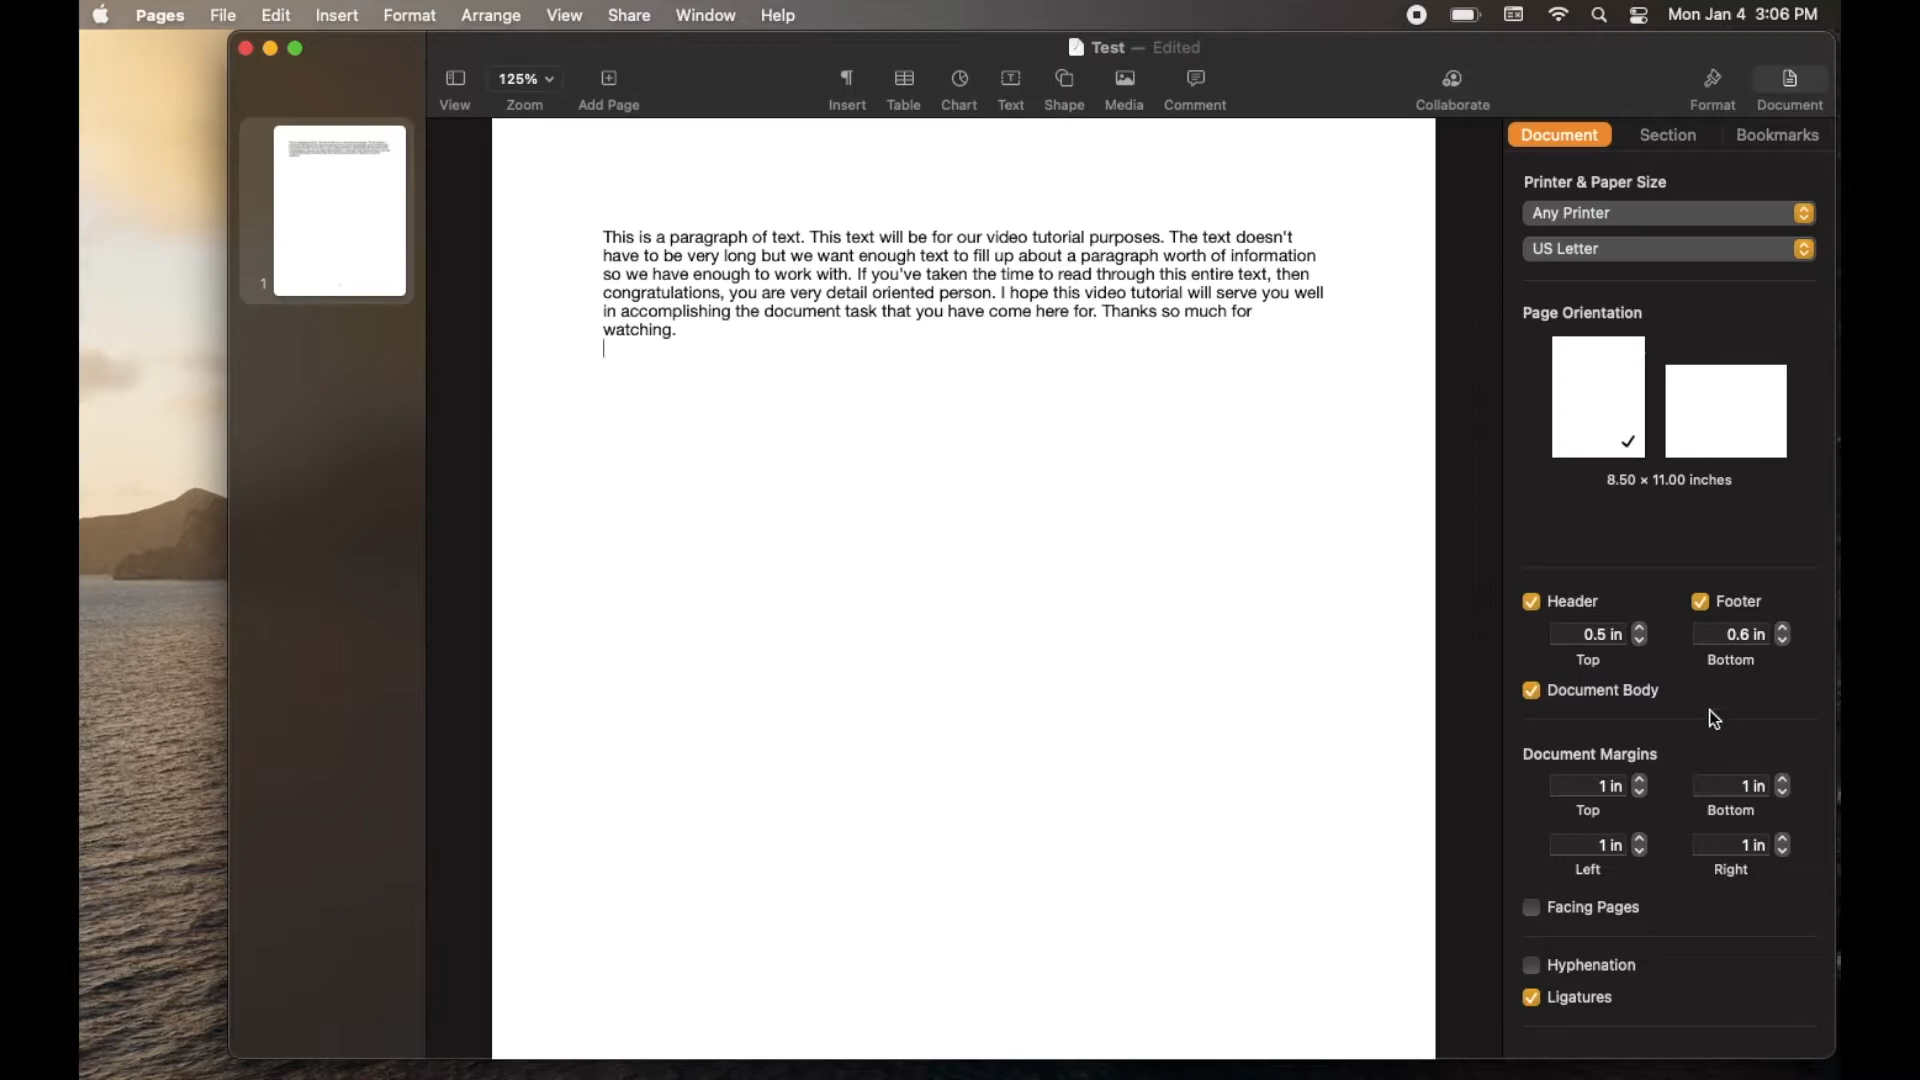 Pages File Edit Insert Format Arrange View Share Window Help Mon Jan 4 3:06 PM
Test — Edited
125%
View Zoom Add Page Insert Table Chart Text Shape Media Comment Collaborate Format Document
1
This is a paragraph of text. This text will be for our video tutorial purposes. The text doesn't
have to be very long but we want enough text to fill up about a paragraph worth of information
so we have enough to work with. If you've taken the time to read through this entire text, then
congratulations, you are very detail oriented person. I hope this video tutorial will serve you well
in accomplishing the document task that you have come here for. Thanks so much for
watching.
Document Section Bookmarks
Printer & Paper Size
Any Printer
US Letter
Page Orientation
8.50 × 11.00 inches
Header Footer
0.5 in 0.6 in
Top Bottom
Document Body
Document Margins
1 in 1 in
Top Bottom
1 in 1 in
Left Right
Facing Pages
Hyphenation
Ligatures